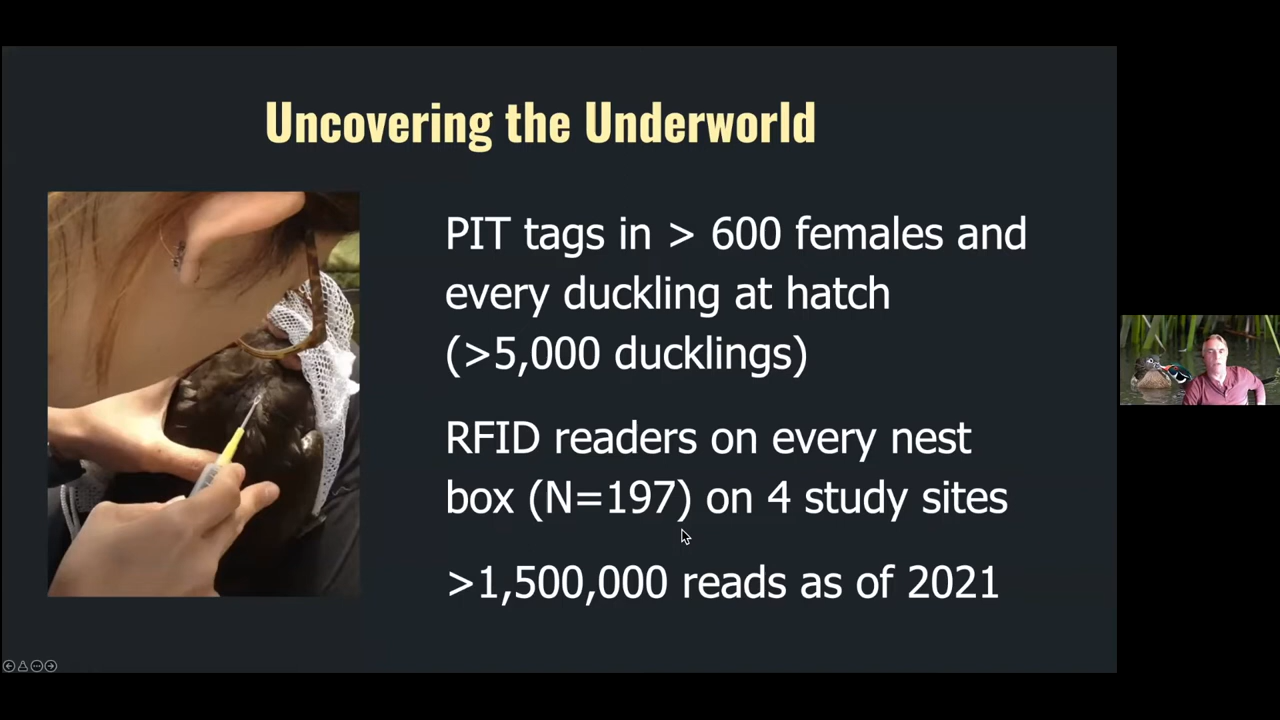 Uncovering the Underworld
PIT tags in > 600 females and
every duckling at hatch
(>5,000 ducklings)
RFID readers on every nest
box (N=197) on 4 study sites
>1,500,000 reads as of 2021